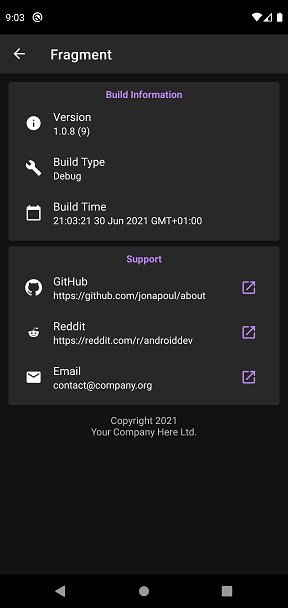 9:03
Fragment
Build Information
Version
1.0.8 (9)
Build Type
Debug
Build Time
21:03:21 30 Jun 2021 GMT+01:00
Support
GitHub
https://github.com/jonapoul/about
Reddit
https://reddit.com/r/androiddev
Email
contact@company.org
Copyright 2021
Your Company Here Ltd.